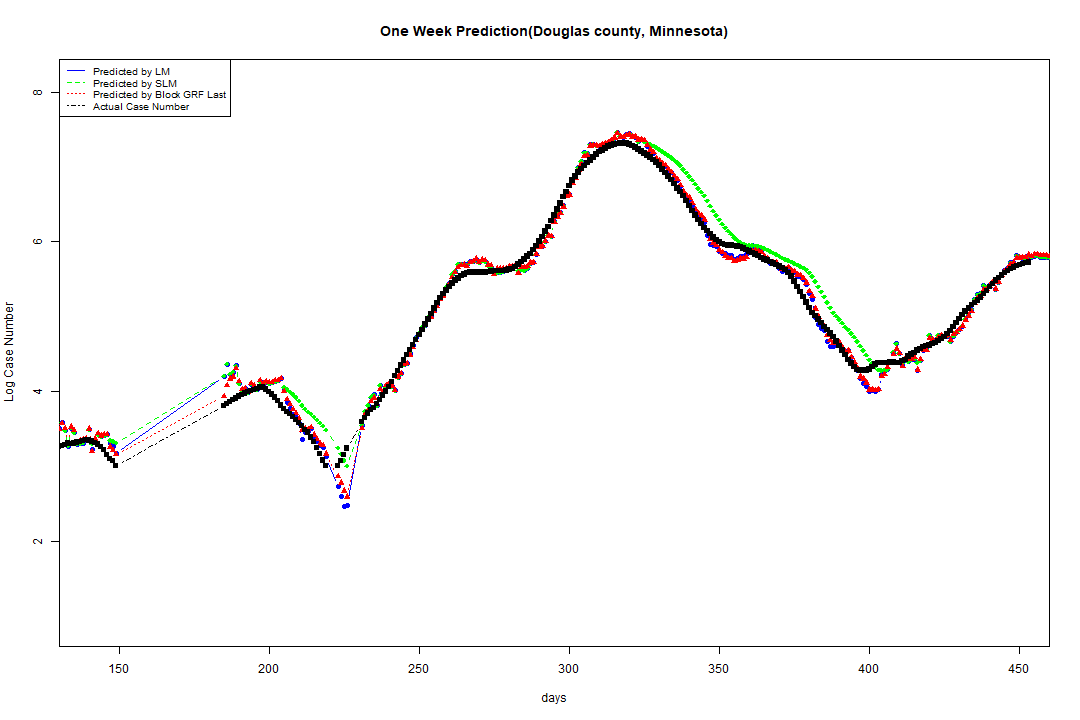 One Week Prediction(Douglas county, Minnesota)
Predicted by LM
Predicted by SLM
Predicted by Block GRF Last
Actual Case Number
8
6
4
2
Log Case Number
150 200 250 300 350 400 450
days